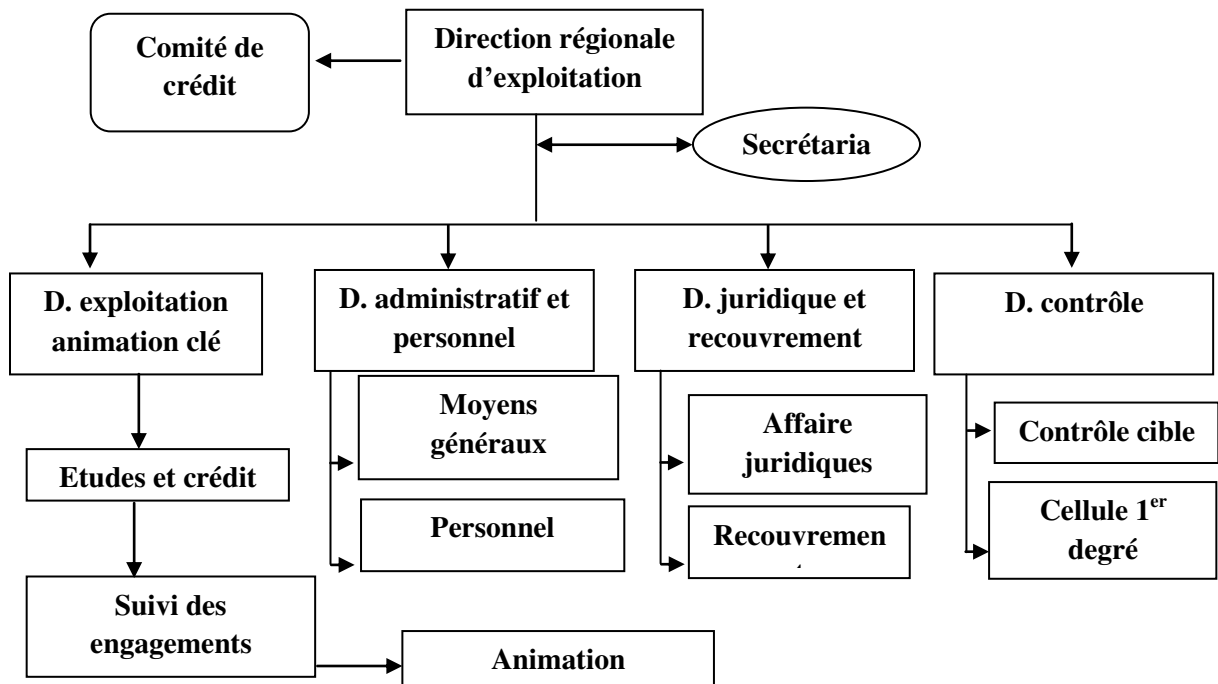 Comité de
crédit
Direction régionale
d'exploitation
Secrétaria
D. exploitation
animation clé
D. administratif et
personnel
D. juridique et
recouvrement
D. contrôle
Etudes et crédit
Suivi des
engagements
Animation
Moyens
généraux
Personnel
Affaire
juridiques
Recouvremen
Contrôle cible
Cellule 1er
degré